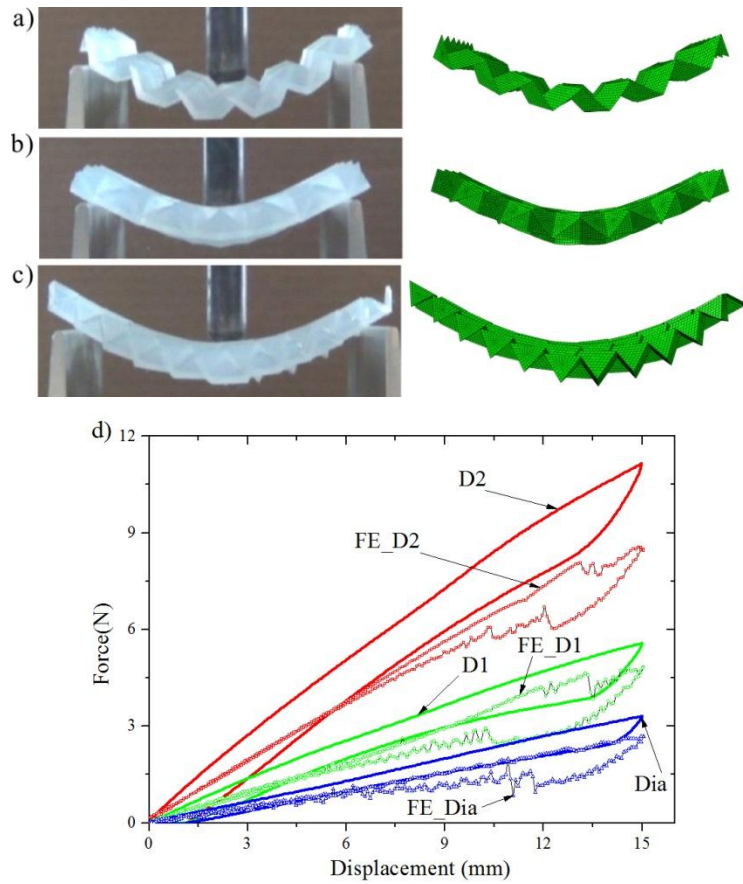 a)
b)
c)
d)
12
9
6
3
0
Force(N)
D2
FE_D2
D1
FE_D1
FE_Dia
Dia
0
3
6
9
12
15
Displacement (mm)